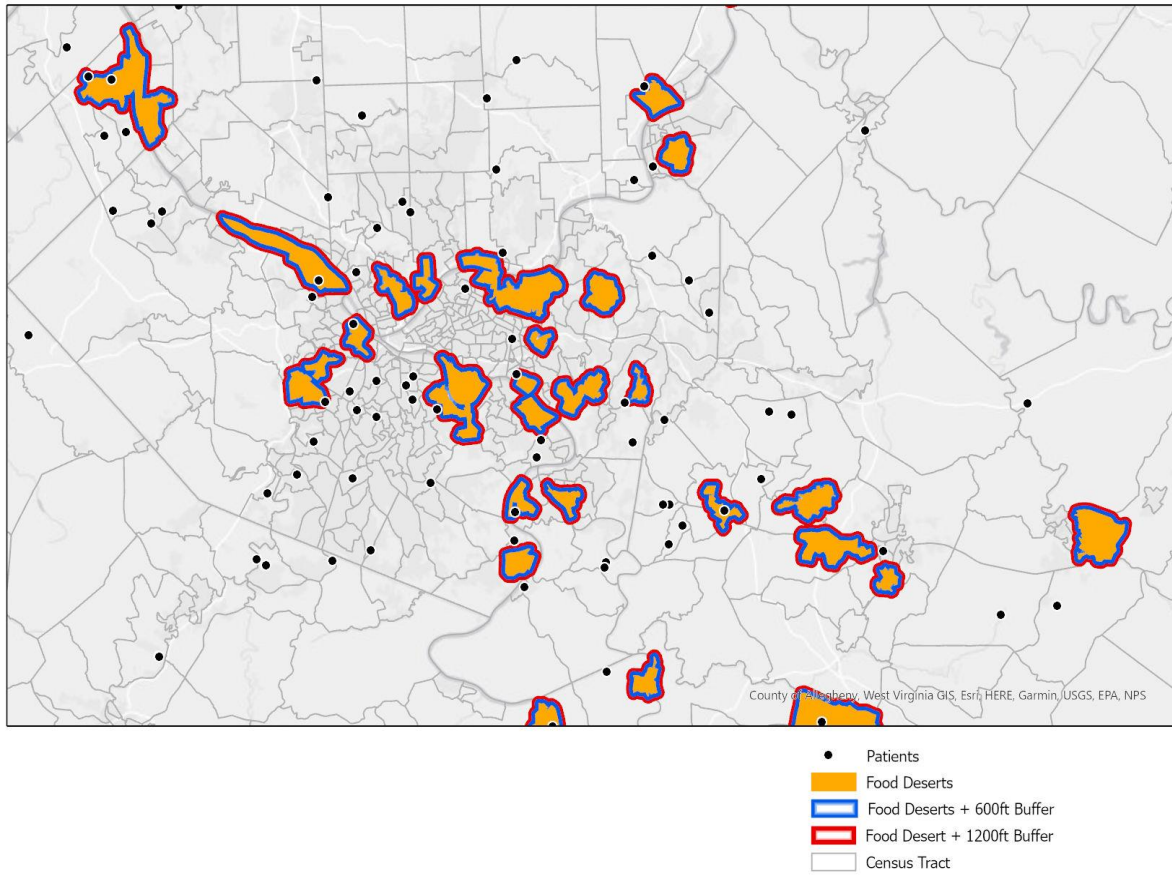 County of Allegheny, West Virginia GIS, Esri, HERE, Garmin, USGS, EPA, NPS
Patients
Food Deserts
Food Deserts + 600ft Buffer
Food Desert + 1200ft Buffer
Census Tract